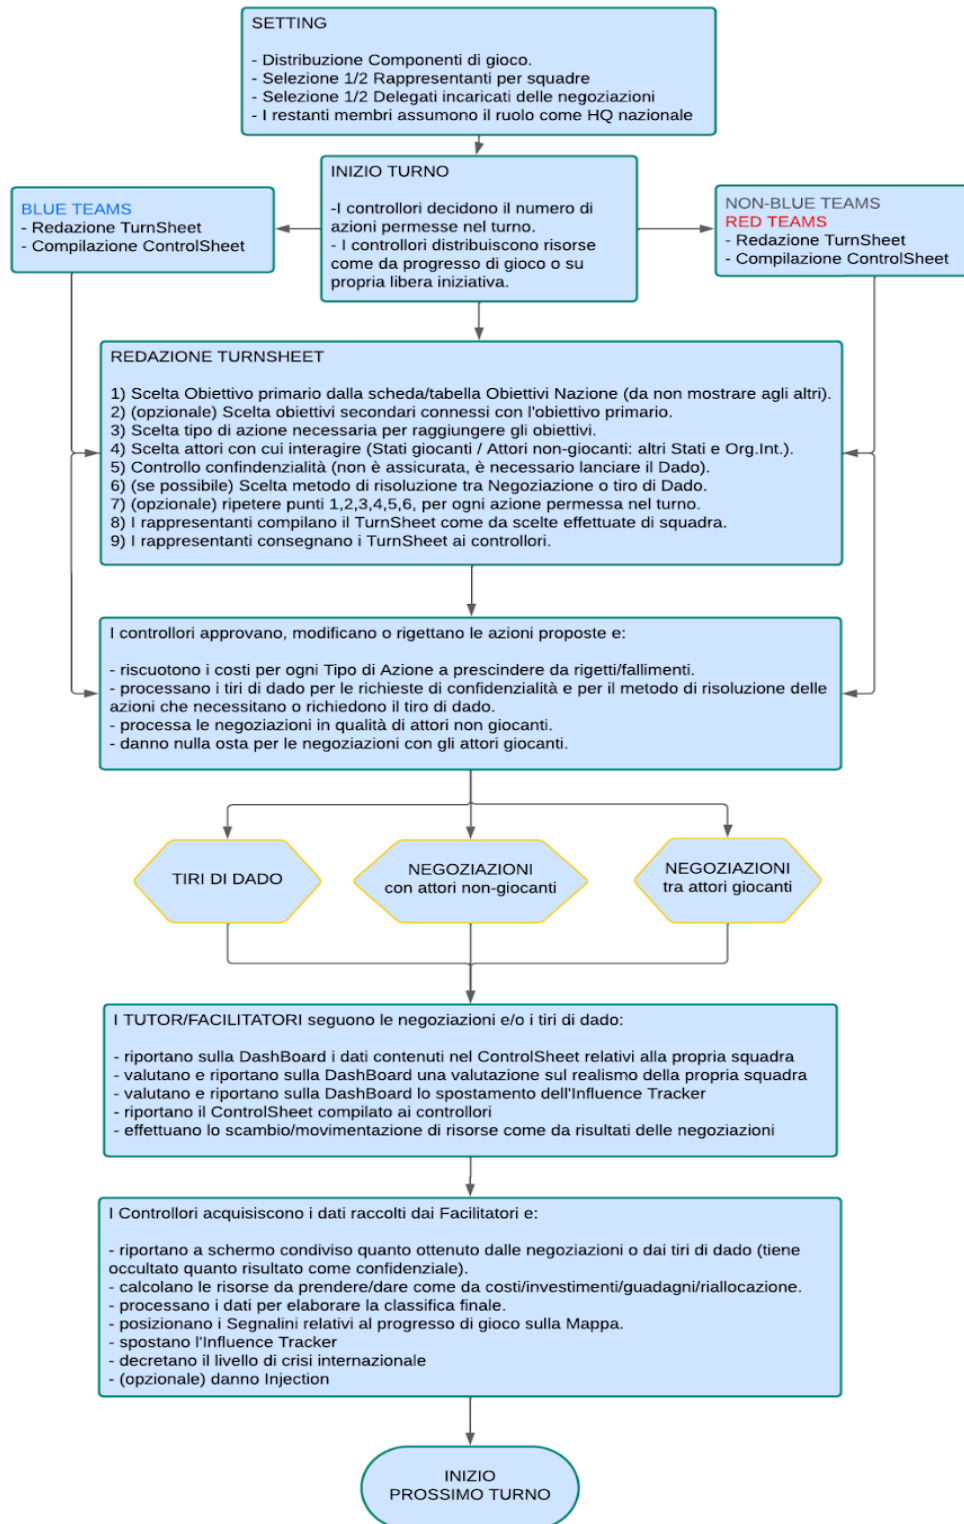 SETTING
- Distribuzione Componenti di gioco.
- Selezione 1/2 Rappresentanti per squadre
- Selezione 1/2 Delegati incaricati delle negoziazioni
- I restanti membri assumono il ruolo come HQ nazionale
INIZIO TURNO
-I controllori decidono il numero di
azioni permesse nel turno.
- I controllori distribuiscono risorse
come da progresso di gioco o su
propria libera iniziativa.
BLUE TEAMS
- Redazione TurnSheet
- Compilazione ControlSheet
NON-BLUE TEAMS
RED TEAMS
- Redazione TurnSheet
- Compilazione ControlSheet
REDAZIONE TURNSHEET
1) Scelta Obiettivo primario dalla scheda/tabella Obiettivi Nazione (da non mostrare agli altri).
2) (opzionale) Scelta obiettivi secondari connessi con l'obiettivo primario.
3) Scelta tipo di azione necessaria per raggiungere gli obiettivi.
4) Scelta attori con cui interagire (Stati giocanti / Attori non-giocanti: altri Stati e Org.Int.).
5) Controllo confindenzialità (non è assicurata, è necessario lanciare il Dado).
6) (se possibile) Scelta metodo di risoluzione tra Negoziazione o tiro di Dado.
7) (opzionale) ripetere punti 1,2,3,4,5,6, per ogni azione permessa nel turno.
8) I rappresentanti compilano il TurnSheet come da scelte effettuate di squadra.
9) I rappresentanti consegnano i TurnSheet ai controllori.
I controllori approvano, modificano o rigettano le azioni proposte e:
- riscuotono i costi per ogni Tipo di Azione a prescindere da rigetti/fallimenti.
- processano i tiri di dado per le richieste di confidenzialità e per il metodo di risoluzione delle
azioni che necessitano o richiedono il tiro di dado.
- processa le negoziazioni in qualità di attori non giocanti.
- danno nulla osta per le negoziazioni con gli attori giocanti.
TIRI DI DADO
NEGOZIAZIONI
con attori non-giocanti
NEGOZIAZIONI
tra attori giocanti
I TUTOR/FACILITATORI seguono le negoziazioni e/o i tiri di dado:
- riportano sulla DashBoard i dati contenuti nel ControlSheet relativi alla propria squadra
- valutano e riportano sulla DashBoard una valutazione sul realismo della propria squadra
- valutano e riportano sulla DashBoard lo spostamento dell'Influence Tracker
- riportano il ControlSheet compilato ai controllori
- effettuano lo scambio/movimentazione di risorse come da risultati delle negoziazioni
I Controllori acquisiscono i dati raccolti dai Facilitatori e:
- riportano a schermo condiviso quanto ottenuto dalle negoziazioni o dai tiri di dado (tiene
occultato quanto risultato come confidenziale).
- calcolano le risorse da prendere/dare come da costi/investimenti/guadagni/riallocazione.
- processano i dati per elaborare la classifica finale.
- posizionano i Segnalini relativi al progresso di gioco sulla Mappa.
- spostano l'Influence Tracker
- decretano il livello di crisi internazionale
- (opzionale) danno Injection
INIZIO
PROSSIMO TURNO